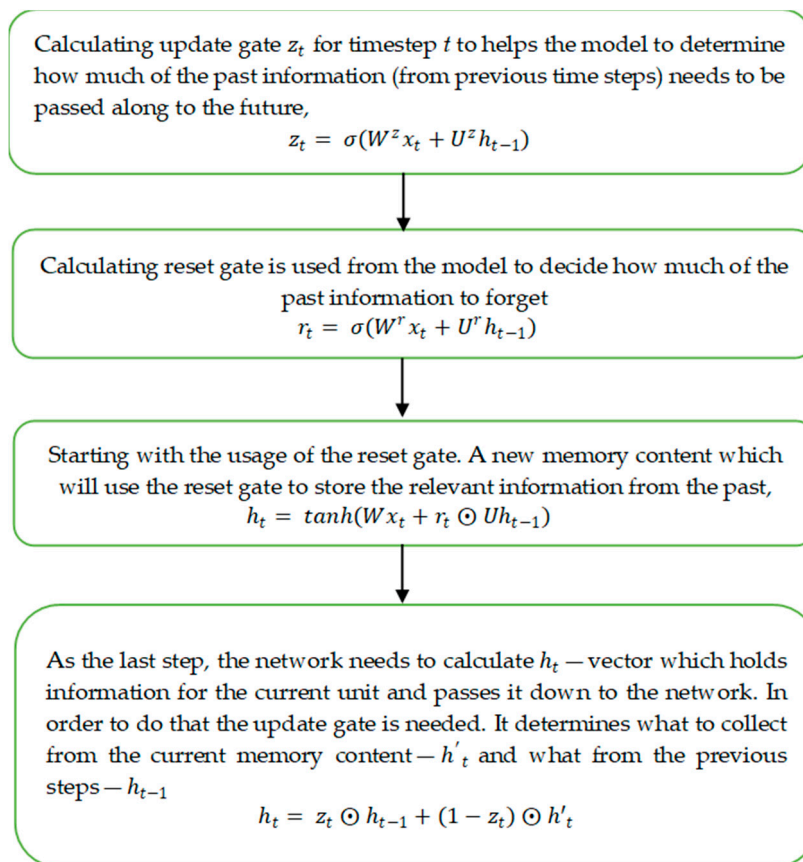 Calculating update gate z_t for timestep t to helps the model to determine
how much of the past information (from previous time steps) needs to be
passed along to the future,
z_t = σ(W^z x_t + U^z h_{t−1})
Calculating reset gate is used from the model to decide how much of the
past information to forget
r_t = σ(W^r x_t + U^r h_{t−1})
Starting with the usage of the reset gate. A new memory content which
will use the reset gate to store the relevant information from the past,
h_t = tanh(Wx_t + r_t ⊙ Uh_{t−1})
As the last step, the network needs to calculate h_t — vector which holds
information for the current unit and passes it down to the network. In
order to do that the update gate is needed. It determines what to collect
from the current memory content — h'_t and what from the previous
steps — h_{t−1}
h_t = z_t ⊙ h_{t−1} + (1 − z_t) ⊙ h'_t